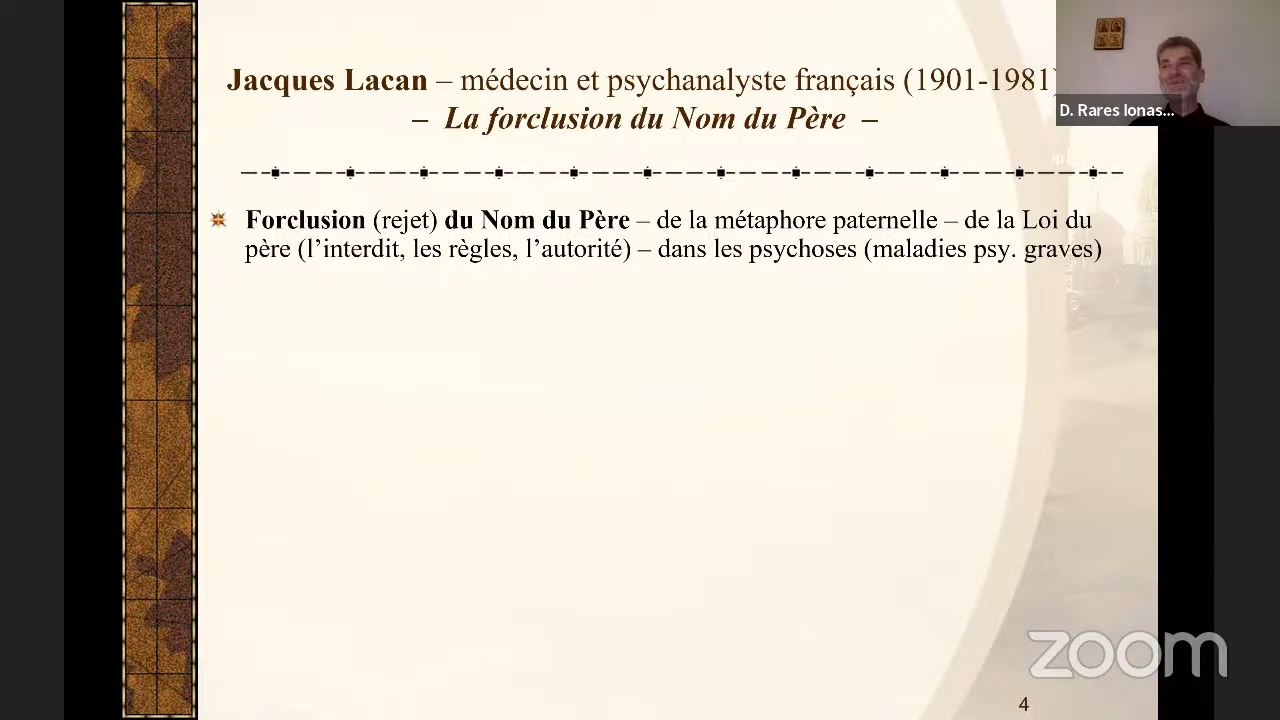 Jacques Lacan – médecin et psychanalyste français (1901-1981)
– La forclusion du Nom du Père –
D. Rares Ionas...
Forclusion (rejet) du Nom du Père – de la métaphore paternelle – de la Loi du
père (l’interdit, les règles, l’autorité) – dans les psychoses (maladies psy. graves)
zoom
4